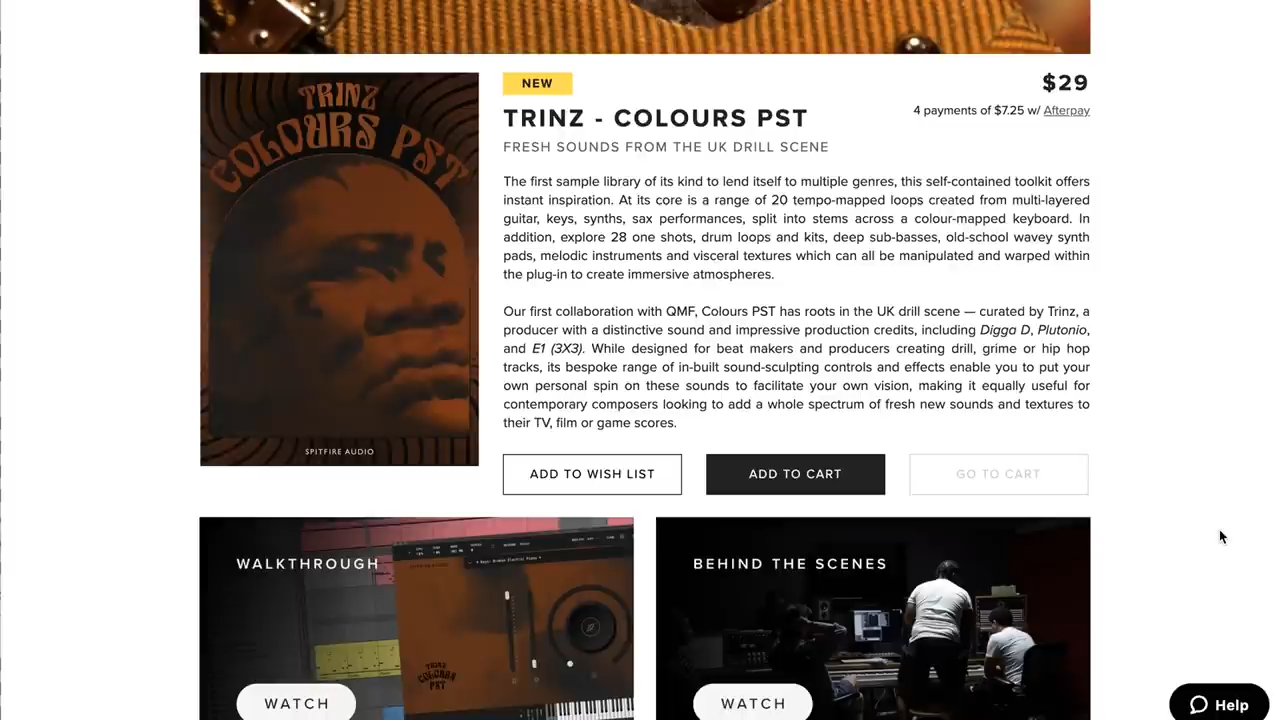 TRINZ
COLOURS PST
SPITFIRE AUDIO
NEW
$29
4 payments of $7.25 w/ Afterpay
TRINZ - COLOURS PST
FRESH SOUNDS FROM THE UK DRILL SCENE
The first sample library of its kind to lend itself to multiple genres, this self-contained toolkit offers
instant inspiration. At its core is a range of 20 tempo-mapped loops created from multi-layered
guitar, keys, synths, sax performances, split into stems across a colour-mapped keyboard. In
addition, explore 28 one shots, drum loops and kits, deep sub-basses, old-school wavey synth
pads, melodic instruments and visceral textures which can all be manipulated and warped within
the plug-in to create immersive atmospheres.
Our first collaboration with QMF, Colours PST has roots in the UK drill scene — curated by Trinz, a
producer with a distinctive sound and impressive production credits, including Digga D, Plutonio,
and E1 (3X3). While designed for beat makers and producers creating drill, grime or hip hop
tracks, its bespoke range of in-built sound-sculpting controls and effects enable you to put your
own personal spin on these sounds to facilitate your own vision, making it equally useful for
contemporary composers looking to add a whole spectrum of fresh new sounds and textures to
their TV, film or game scores.
ADD TO WISH LIST
ADD TO CART
GO TO CART
WALKTHROUGH
TRINZ
COLOURS
PST
WATCH
BEHIND THE SCENES
WATCH
Help